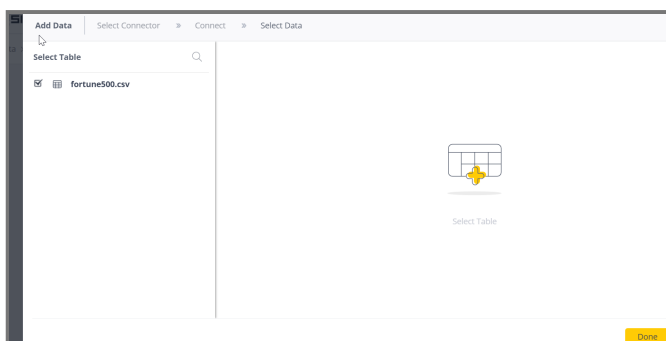 Add Data Select Connector » Connect » Select Data
Select Table
fortune500.csv
Select Table
Done